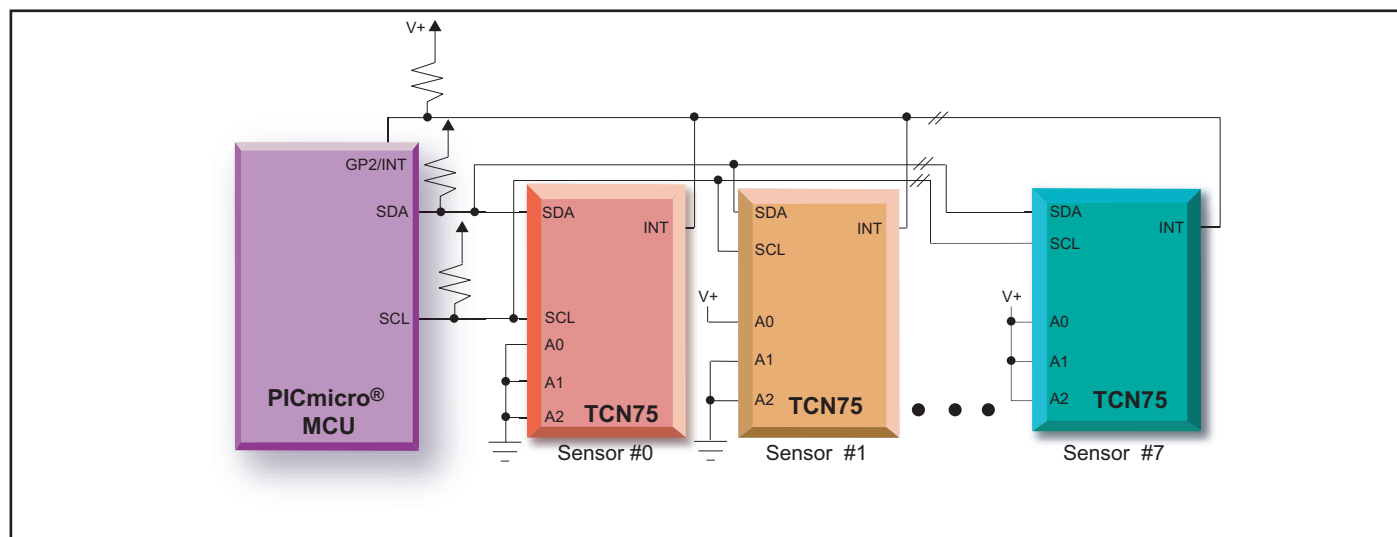 V+
GP2/INT
SDA
SCL
PICmicro®
MCU
SDA
INT
SCL
A0
A1
A2
TCN75
Sensor #0
SDA
INT
SCL
V+
A0
A1
A2
TCN75
Sensor #1
SDA
INT
SCL
V+
A0
A1
A2
TCN75
Sensor #7